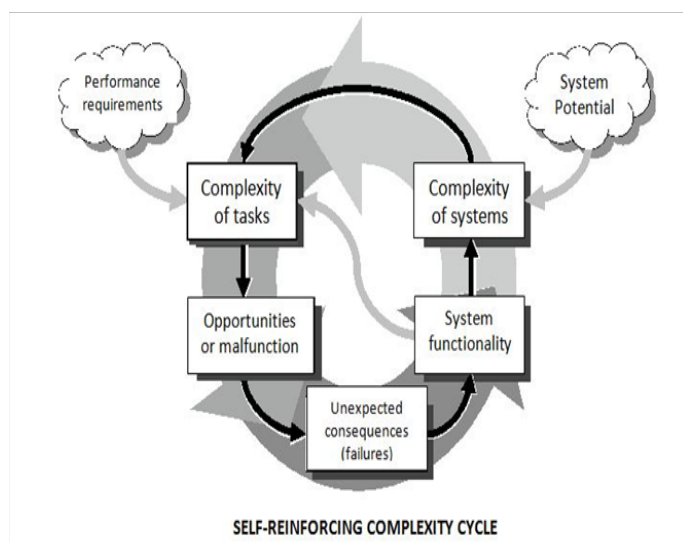 Performance
requirements
System
Potential
Complexity
of tasks
Complexity
of systems
Opportunities
or malfunction
System
functionality
Unexpected
consequences
(failures)
SELF-REINFORCING COMPLEXITY CYCLE